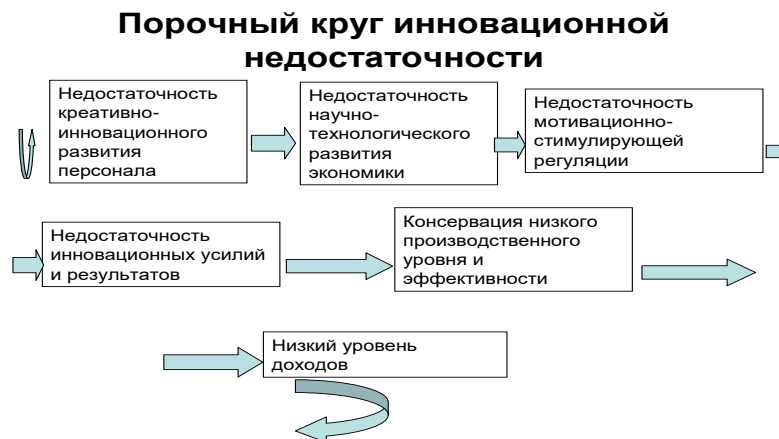 Порочный круг инновационной
недостаточности
Недостаточность
креативно-
инновационного
развития
персонала
Недостаточность
научно-
технологического
развития
экономики
Недостаточность
мотивационно-
стимулирующей
регуляции
Недостаточность
инновационных усилий
и результатов
Консервация низкого
производственного
уровня и
эффективности
Низкий уровень
доходов